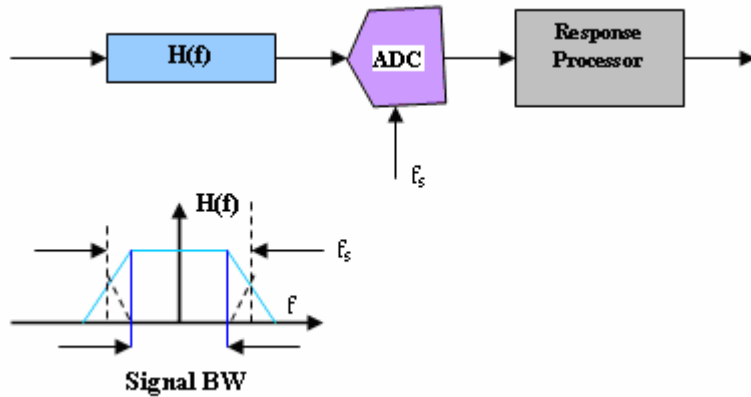 H(f)
ADC
Response
Processor
fs
H(f)
fs
f
Signal BW